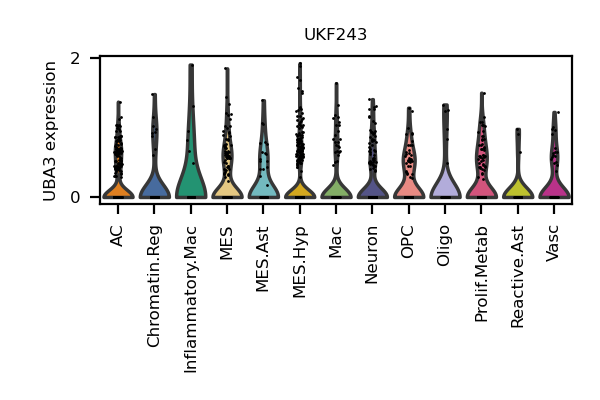 UKF243
UBA3 expression
2
0
AC
Chromatin.Reg
Inflammatory.Mac
MES
MES.Ast
MES.Hyp
Mac
Neuron
OPC
Oligo
Prolif.Metab
Reactive.Ast
Vasc